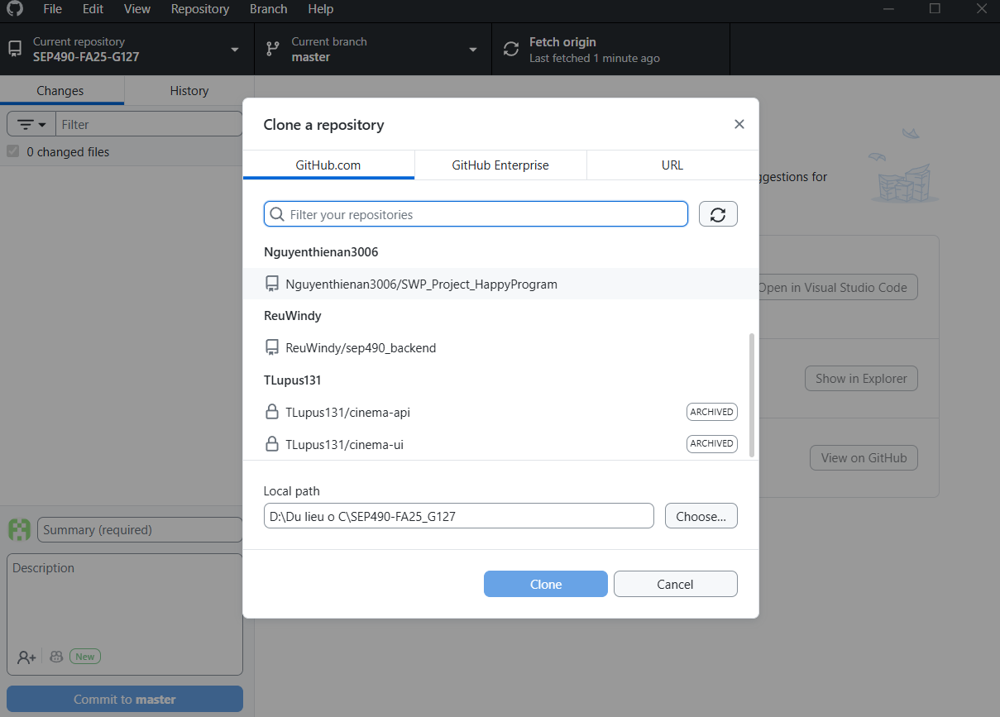 File Edit View Repository Branch Help
Current repository
SEP490-FA25-G127
Current branch
master
Fetch origin
Last fetched 1 minute ago
Changes
History
Filter
0 changed files
Clone a repository
GitHub.com
GitHub Enterprise
URL
Filter your repositories
Nguyenthienan3006
Nguyenthienan3006/SWP_Project_HappyProgram
ReuWindy
ReuWindy/sep490_backend
TLupus131
TLupus131/cinema-api
ARCHIVED
TLupus131/cinema-ui
ARCHIVED
Local path
D:\Du lieu o C\SEP490-FA25_G127
Choose...
Clone
Cancel
ggestions for
Open in Visual Studio Code
Show in Explorer
View on GitHub
Summary (required)
Description
New
Commit to master